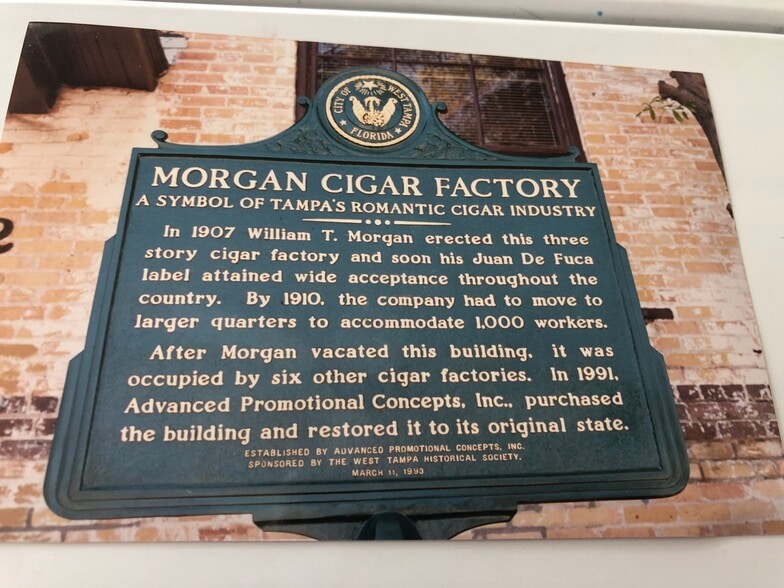 CITY OF WEST TAMPA
FLORIDA
MORGAN CIGAR FACTORY
A SYMBOL OF TAMPA'S ROMANTIC CIGAR INDUSTRY
In 1907 William T. Morgan erected this three
story cigar factory and soon his Juan De Fuca
label attained wide acceptance throughout the
country. By 1910, the company had to move to
larger quarters to accommodate 1,000 workers.
After Morgan vacated this building, it was
occupied by six other cigar factories. In 1991,
Advanced Promotional Concepts, Inc., purchased
the building and restored it to its original state.
ESTABLISHED BY ADVANCED PROMOTIONAL CONCEPTS, INC.
SPONSORED BY THE WEST TAMPA HISTORICAL SOCIETY,
MARCH 11, 1993
e